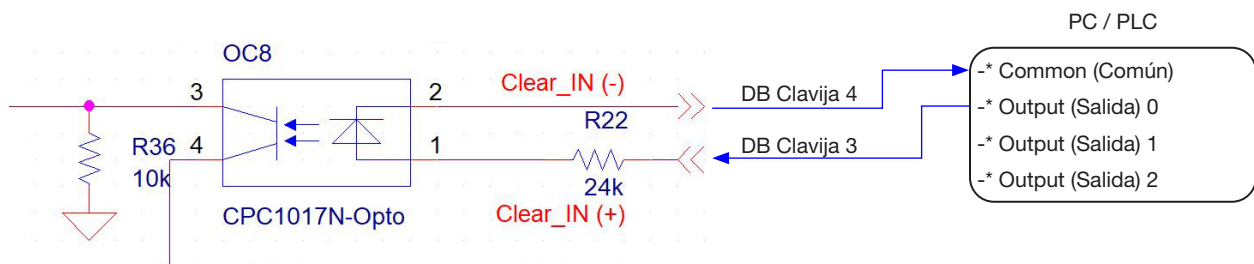 PC / PLC
OC8
Clear_IN (-)
-* Common (Común)
3
2
DB Clavija 4
-* Output (Salida) 0
R22
R36
4
1
DB Clavija 3
-* Output (Salida) 1
10k
24k
-* Output (Salida) 2
CPC1017N-Opto
Clear_IN (+)